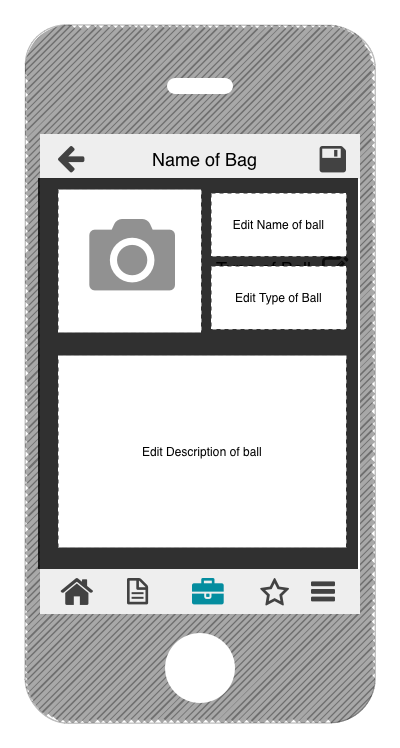 Name of Bag
Edit Name of ball
Edit Type of Ball
Edit Description of ball